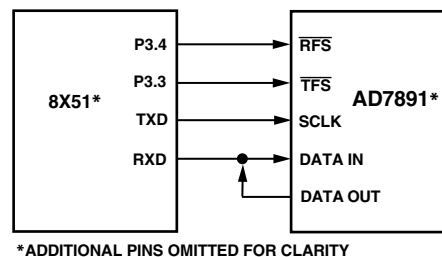 P3.4
RFS
P3.3
TFS
8X51*
AD7891*
TXD
SCLK
RXD
DATA IN
DATA OUT
*ADDITIONAL PINS OMITTED FOR CLARITY